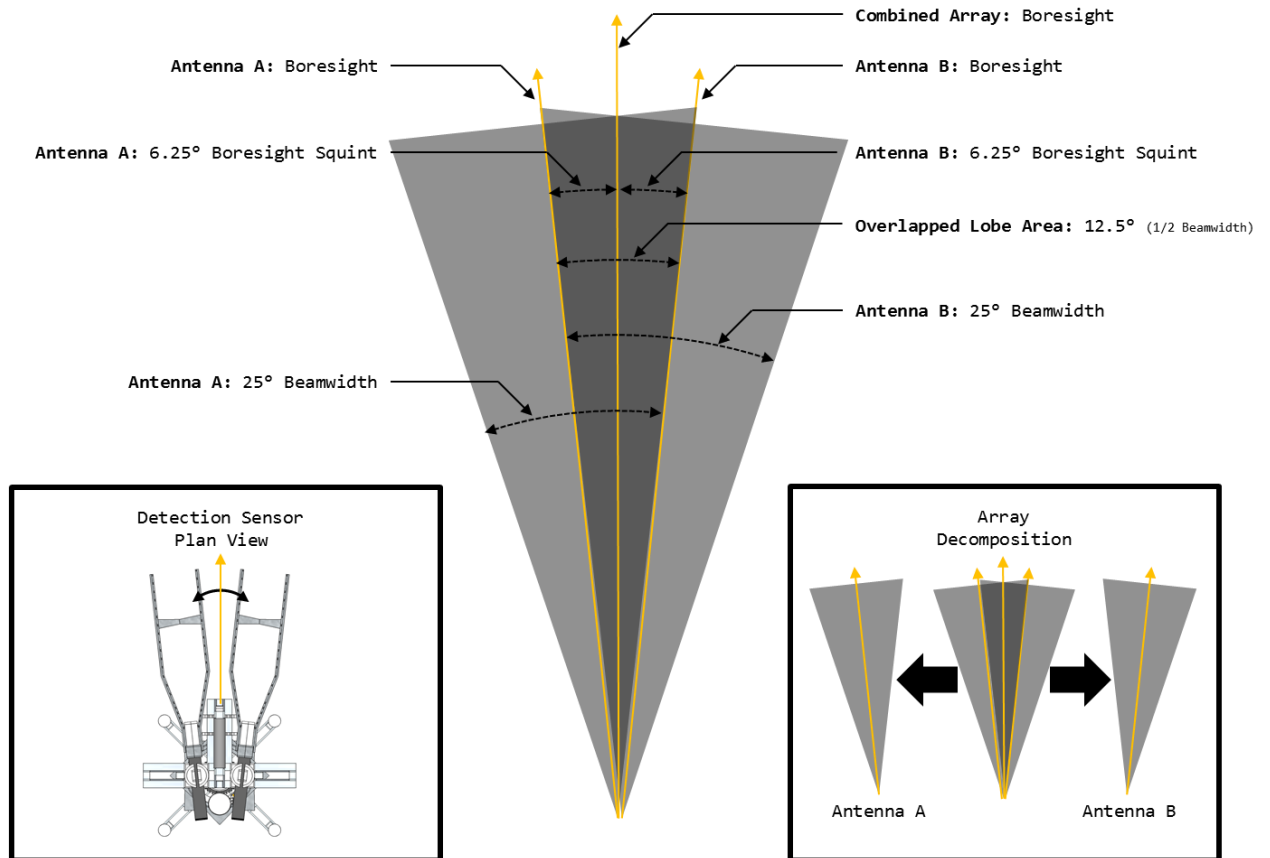 Combined Array: Boresight
Antenna A: Boresight
Antenna B: Boresight
Antenna A: 6.25° Boresight Squint
Antenna B: 6.25° Boresight Squint
Overlapped Lobe Area: 12.5° (1/2 Beamwidth)
Antenna B: 25° Beamwidth
Antenna A: 25° Beamwidth
Detection Sensor
Plan View
Array
Decomposition
Antenna A
Antenna B